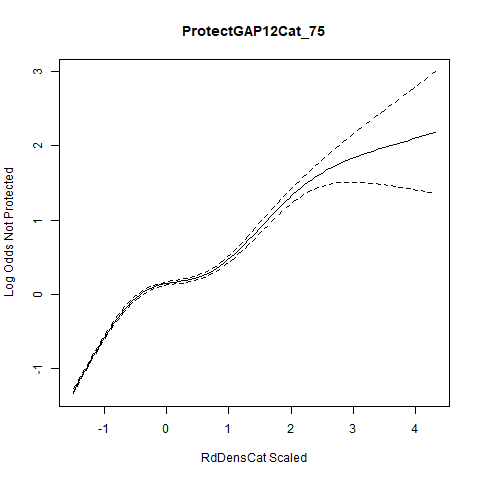 ProtectGAP12Cat_75
Log Odds Not Protected
3
2
1
0
-1
-1 0 1 2 3 4
RdDensCat Scaled